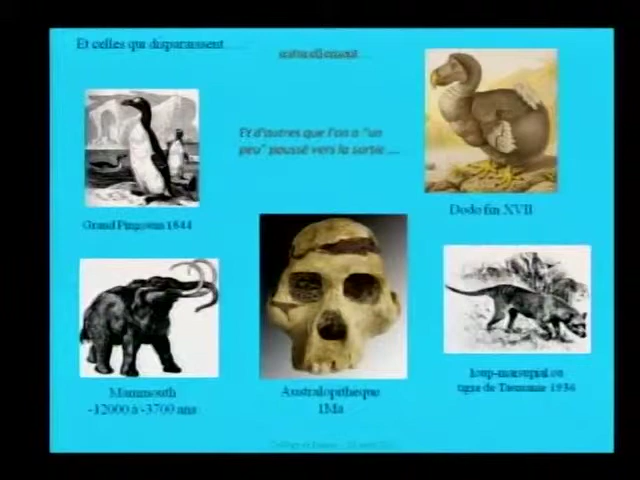 Et celles qui disparaissent ....
naturellement...
Et d'autres que l'on a "un
peu" poussé vers la sortie ....
Grand Pingouin 1844
Dodo fin XVII
Mammouth
-12000 à -3700 ans
Australopithèque
1Ma
loup-marsupial ou
tigre de Tasmanie 1936